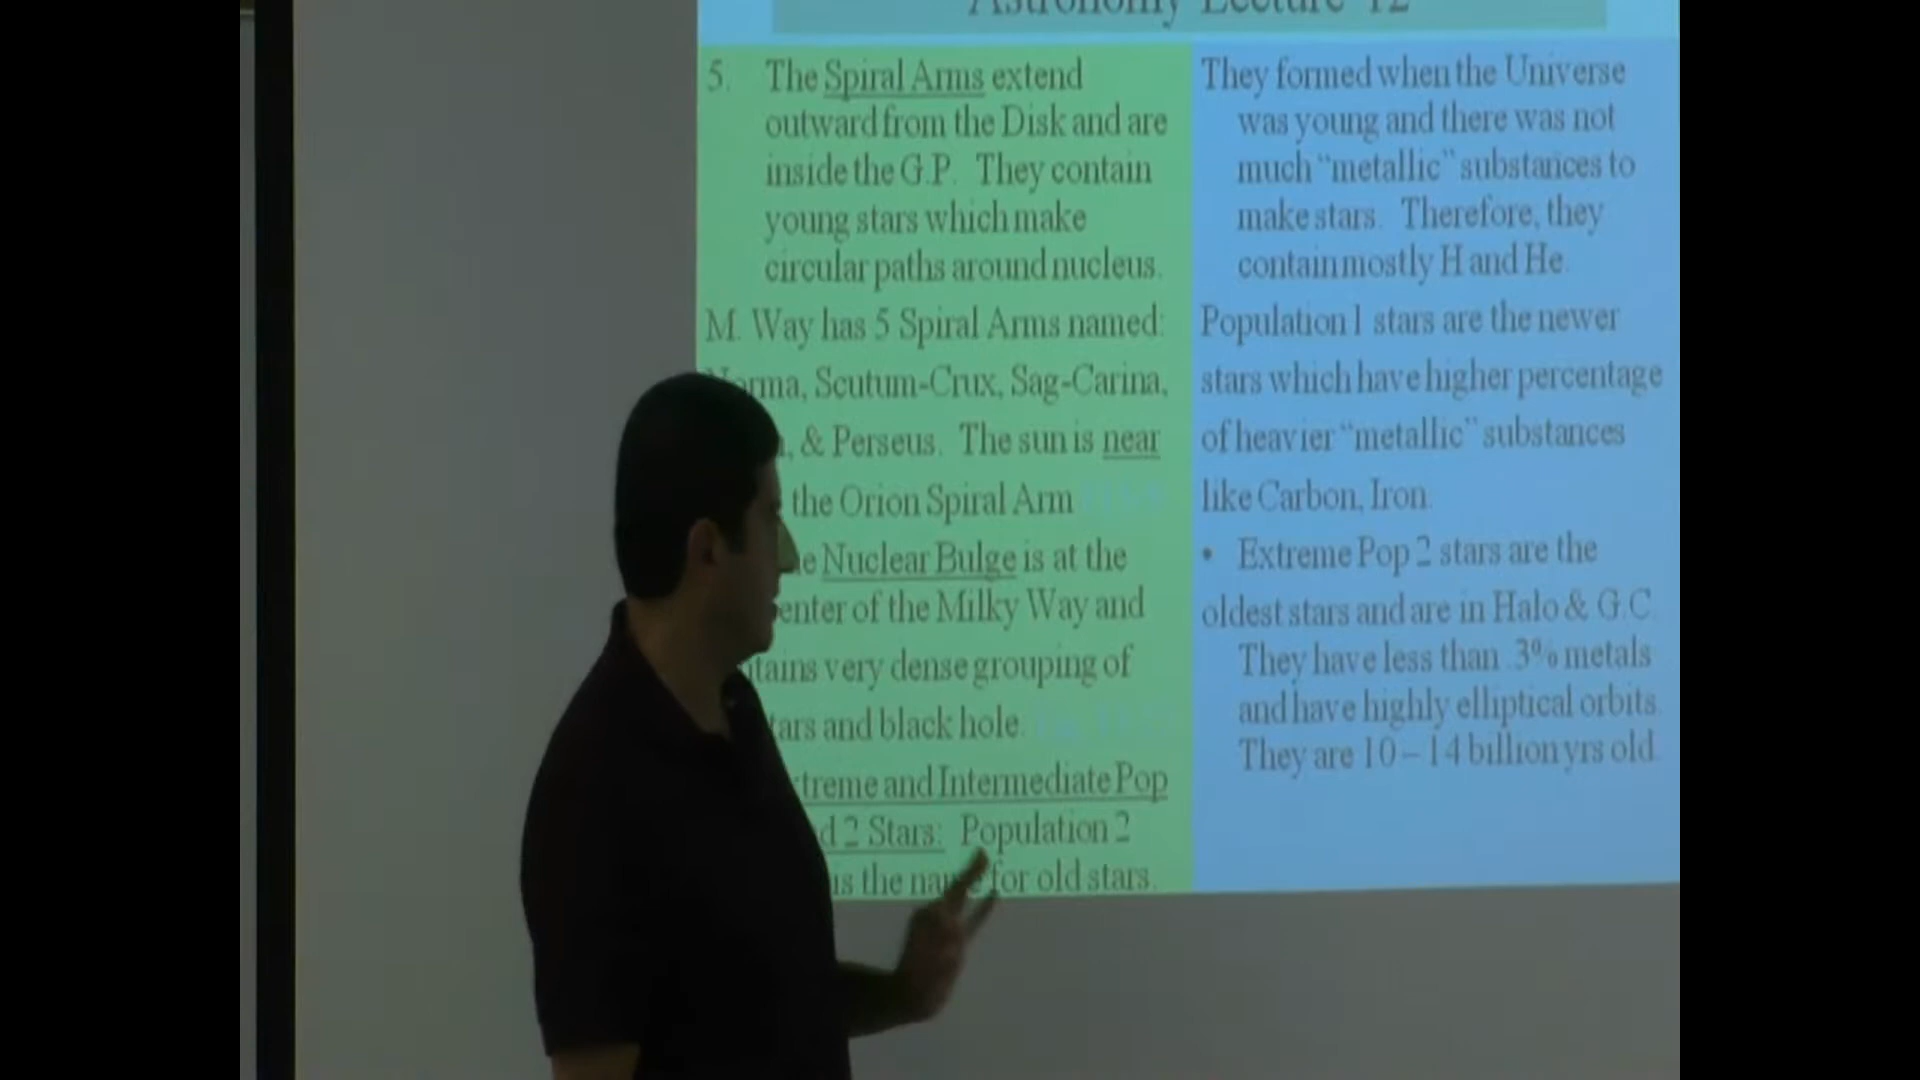 Astronomy Lecture 12
5. The Spiral Arms extend
outward from the Disk and are
inside the G.P. They contain
young stars which make
circular paths around nucleus.
M. Way has 5 Spiral Arms named:
Norma, Scutum-Crux, Sag-Carina,
& Perseus. The sun is near
the Orion Spiral Arm
Nuclear Bulge is at the
center of the Milky Way and
very dense grouping of
and black hole.
and Intermediate Pop
2 Stars: Population 2
is the name for old stars.
They formed when the Universe
was young and there was not
much “metallic” substances to
make stars. Therefore, they
contain mostly H and He.
Population 1 stars are the newer
stars which have higher percentage
of heavier “metallic” substances
like Carbon, Iron.
• Extreme Pop 2 stars are the
oldest stars and are in Halo & G.C.
They have less than .3% metals
and have highly elliptical orbits.
They are 10 – 14 billion yrs old.